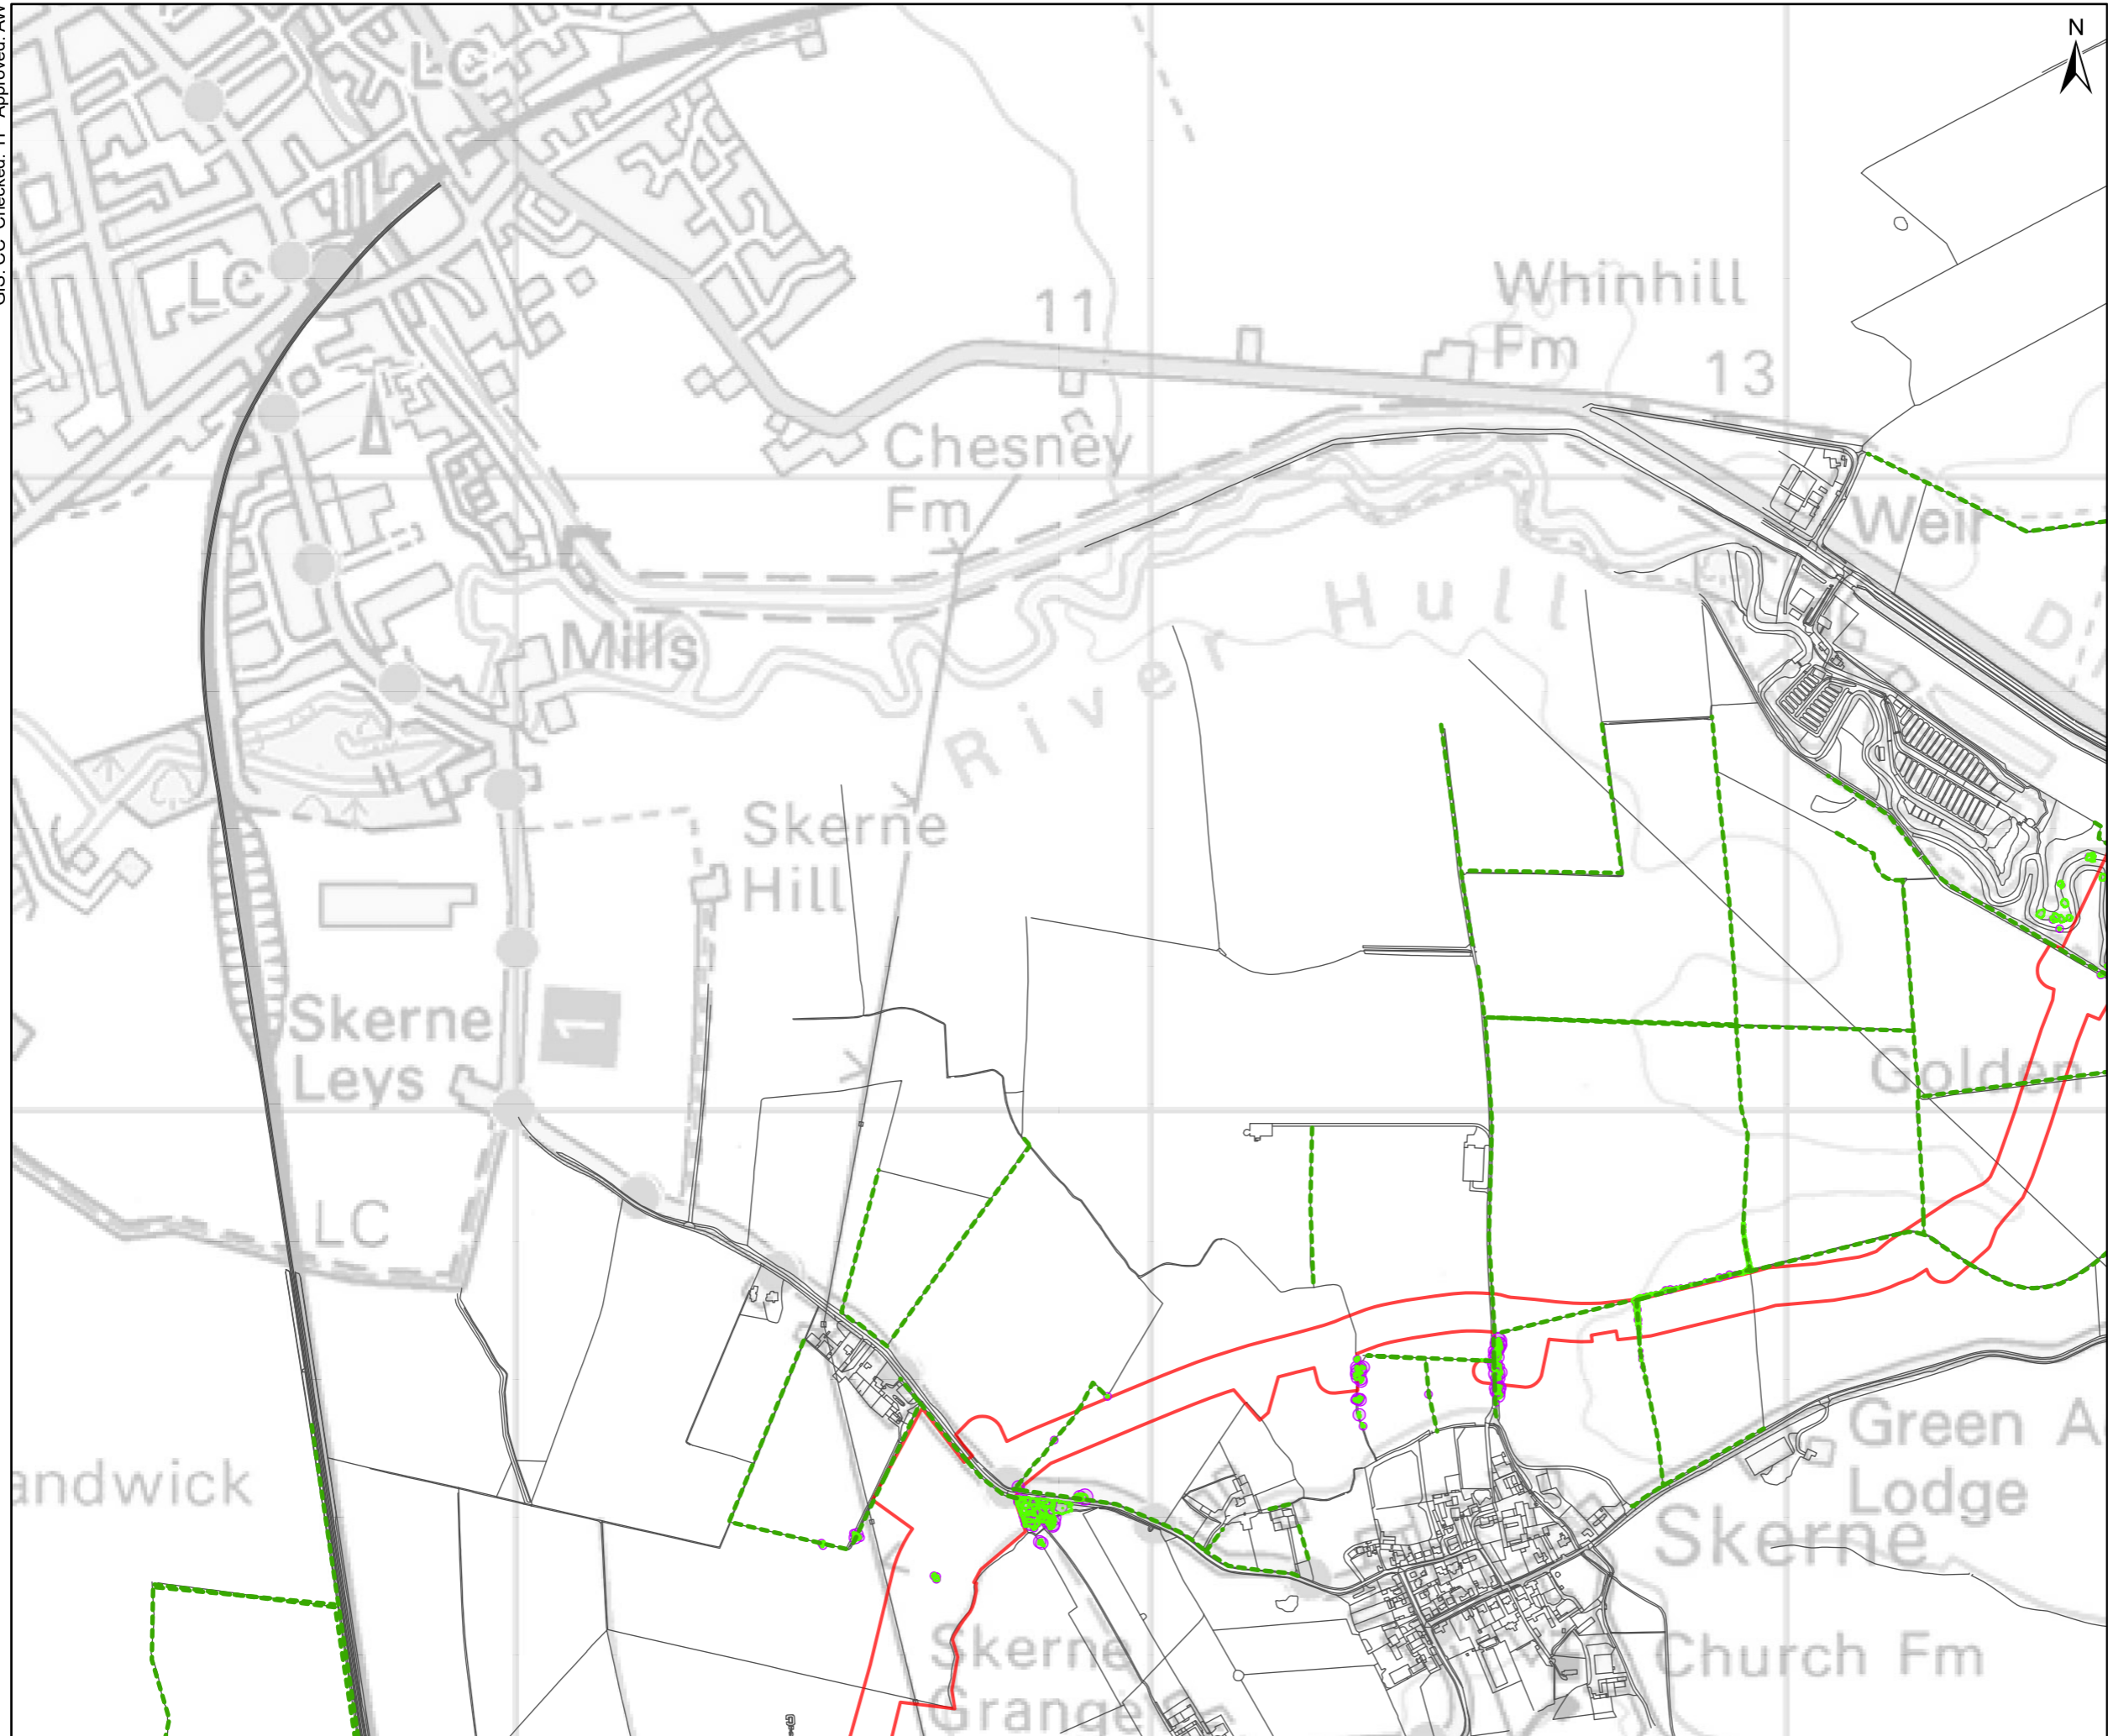 N
LC
LC
11
Whinhill
Fm
13
Chesney
Fm
Weir
River Hull
Mills
D
Skerne
Hill
Skerne
Leys
1
Golden
LC
Green A
Lodge
andwick
Skerne
Skerne
Grange
Church Fm